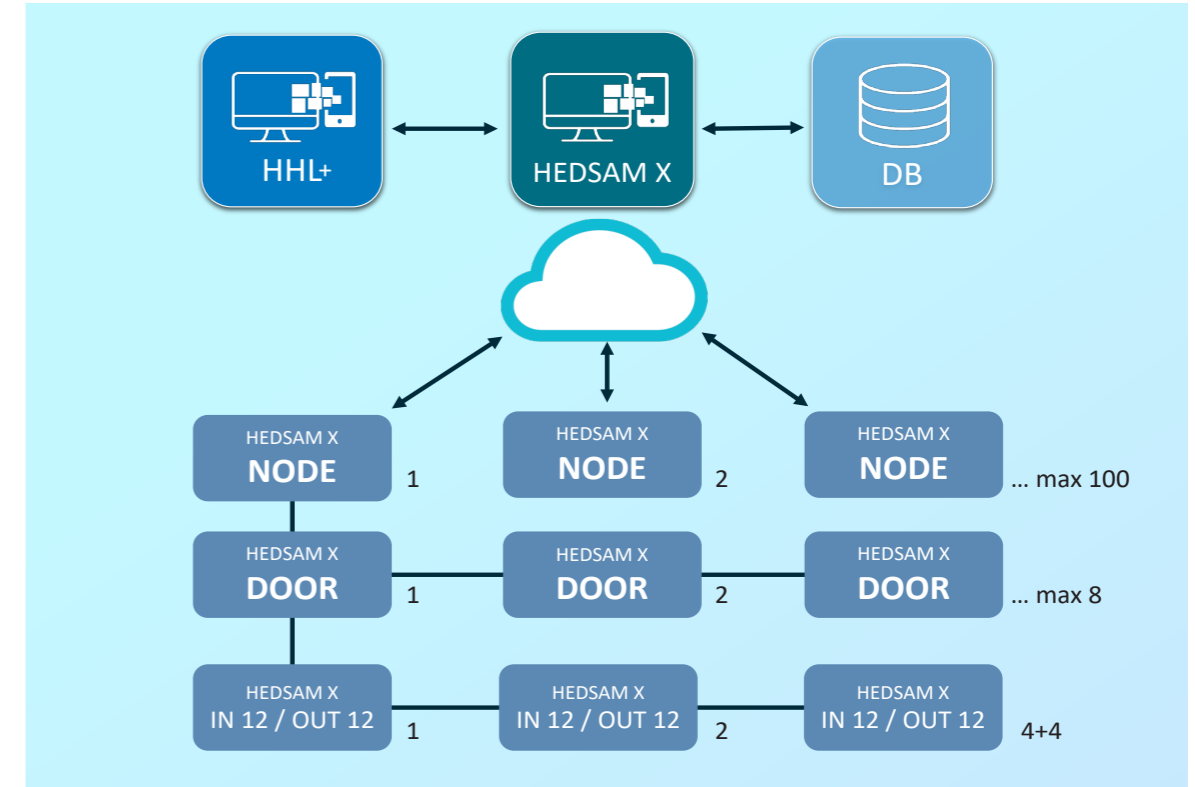 HHL+
HEDSAM X
DB
HEDSAM X
NODE
1
HEDSAM X
NODE
2
HEDSAM X
NODE
... max 100
HEDSAM X
DOOR
1
HEDSAM X
DOOR
2
HEDSAM X
DOOR
... max 8
HEDSAM X
IN 12 / OUT 12
1
HEDSAM X
IN 12 / OUT 12
2
HEDSAM X
IN 12 / OUT 12
4+4